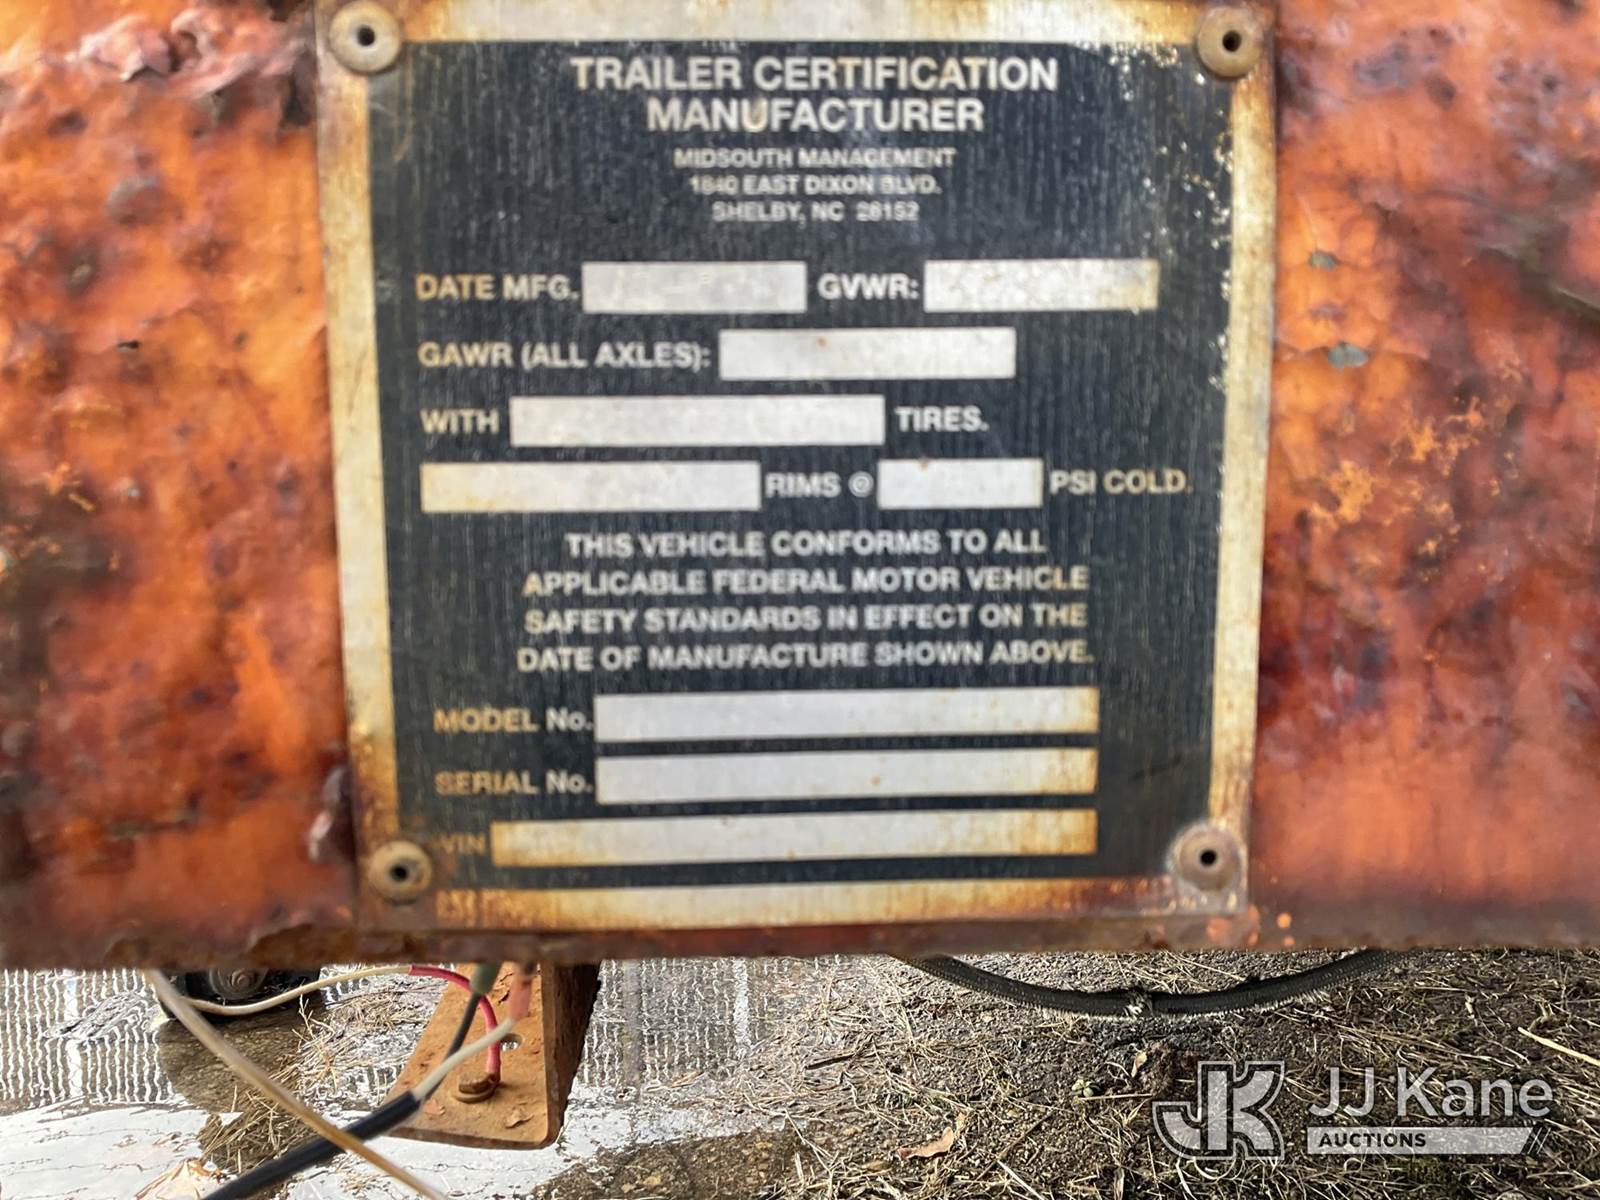 TRAILER CERTIFICATION
MANUFACTURER
MIDSOUTH MANAGEMENT
1840 EAST DIXON BLVD.
SHELBY, NC 28152
DATE MFG. GVWR:
GAWR (ALL AXLES):
WITH TIRES.
RIMS @ PSI COLD.
THIS VEHICLE CONFORMS TO ALL
APPLICABLE FEDERAL MOTOR VEHICLE
SAFETY STANDARDS IN EFFECT ON THE
DATE OF MANUFACTURE SHOWN ABOVE.
MODEL No.
SERIAL No.
VIN
JK JJ Kane
AUCTIONS